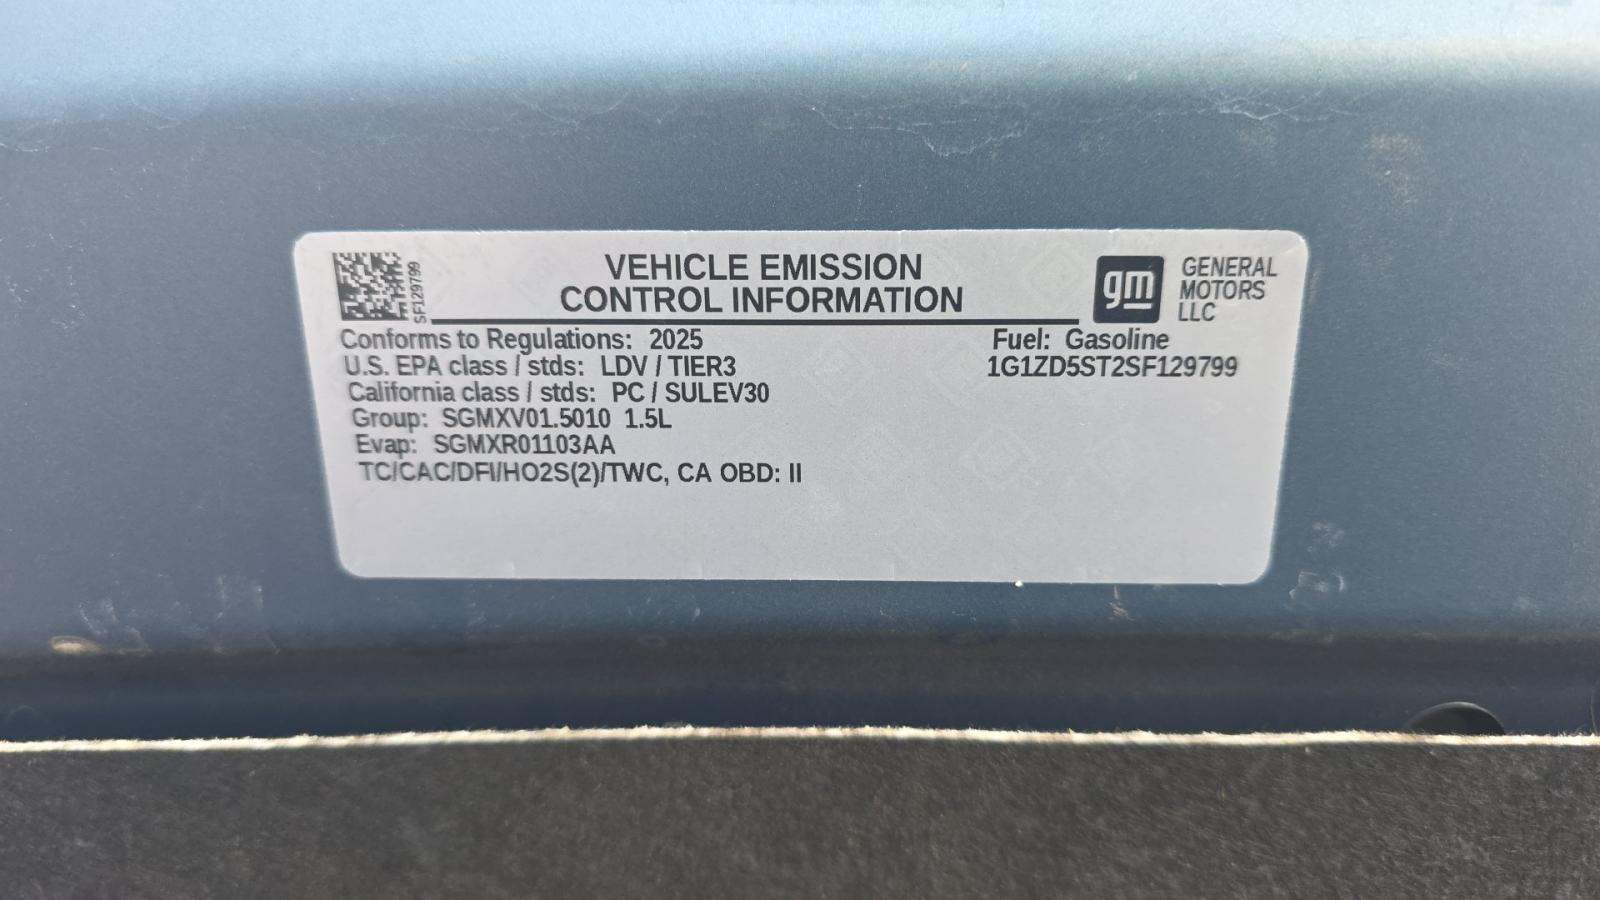 SF129799
VEHICLE EMISSION
CONTROL INFORMATION
gm
GENERAL
MOTORS
LLC
Conforms to Regulations: 2025
Fuel: Gasoline
U.S. EPA class / stds: LDV / TIER3
1G1ZD5ST2SF129799
California class / stds: PC / SULEV30
Group: SGMXV01.5010 1.5L
Evap: SGMXR01103AA
TC/CAC/DFI/HO2S(2)/TWC, CA OBD: II